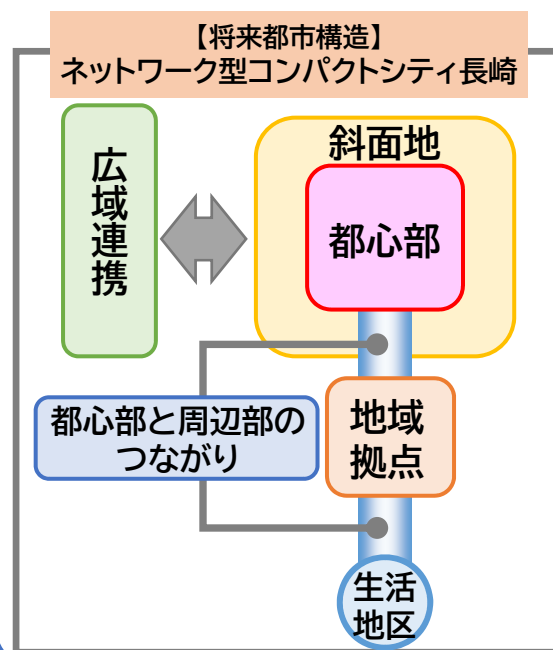 【将来都市構造】
ネットワーク型コンパクトシティ長崎
広域連携
斜面地
都心部
都心部と周辺部の
つながり
地域
拠点
生活
地区